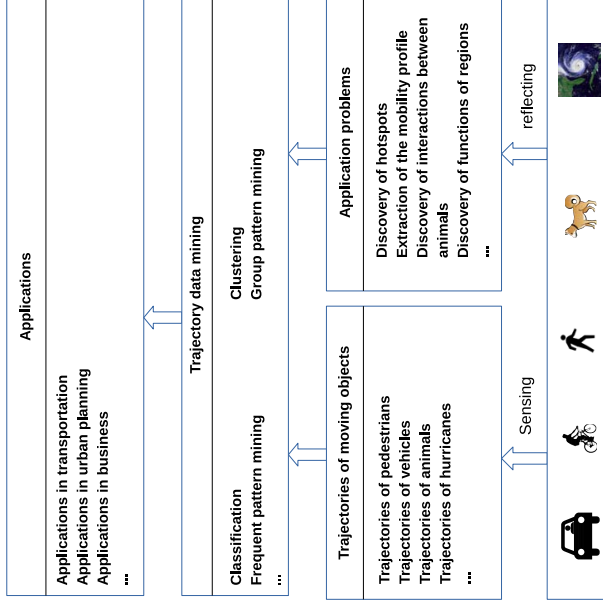 Applications
Applications in transportation
Applications in urban planning
Applications in business
...
Trajectory data mining
Classification
Frequent pattern mining
...
Clustering
Group pattern mining
Trajectories of moving objects
Trajectories of pedestrians
Trajectories of vehicles
Trajectories of animals
Trajectories of hurricanes
...
Application problems
Discovery of hotspots
Extraction of the mobility profile
Discovery of interactions between
animals
Discovery of functions of regions
...
Sensing
reflecting